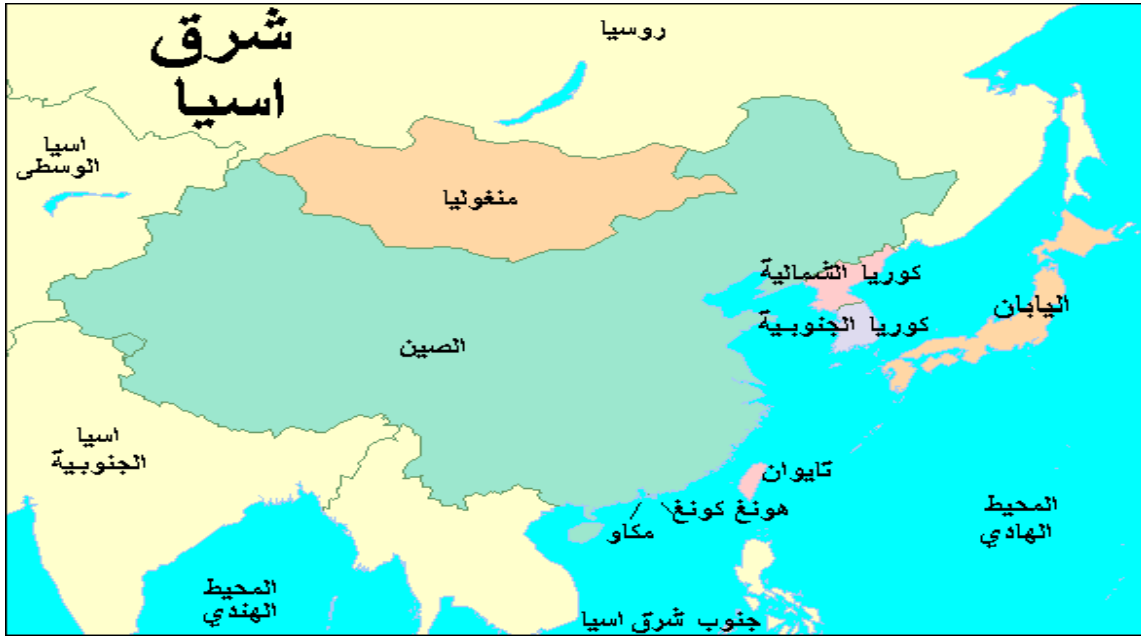 شرق
اسيا
روسيا
اسيا
الوسطى
منغوليا
كوريا الشمالية
اليابان
كوريا الجنوبية
الصين
اسيا
الجنوبية
تايوان
هونغ كونغ
مكاو
المحيط
الهادي
المحيط
الهندي
جنوب شرق اسيا